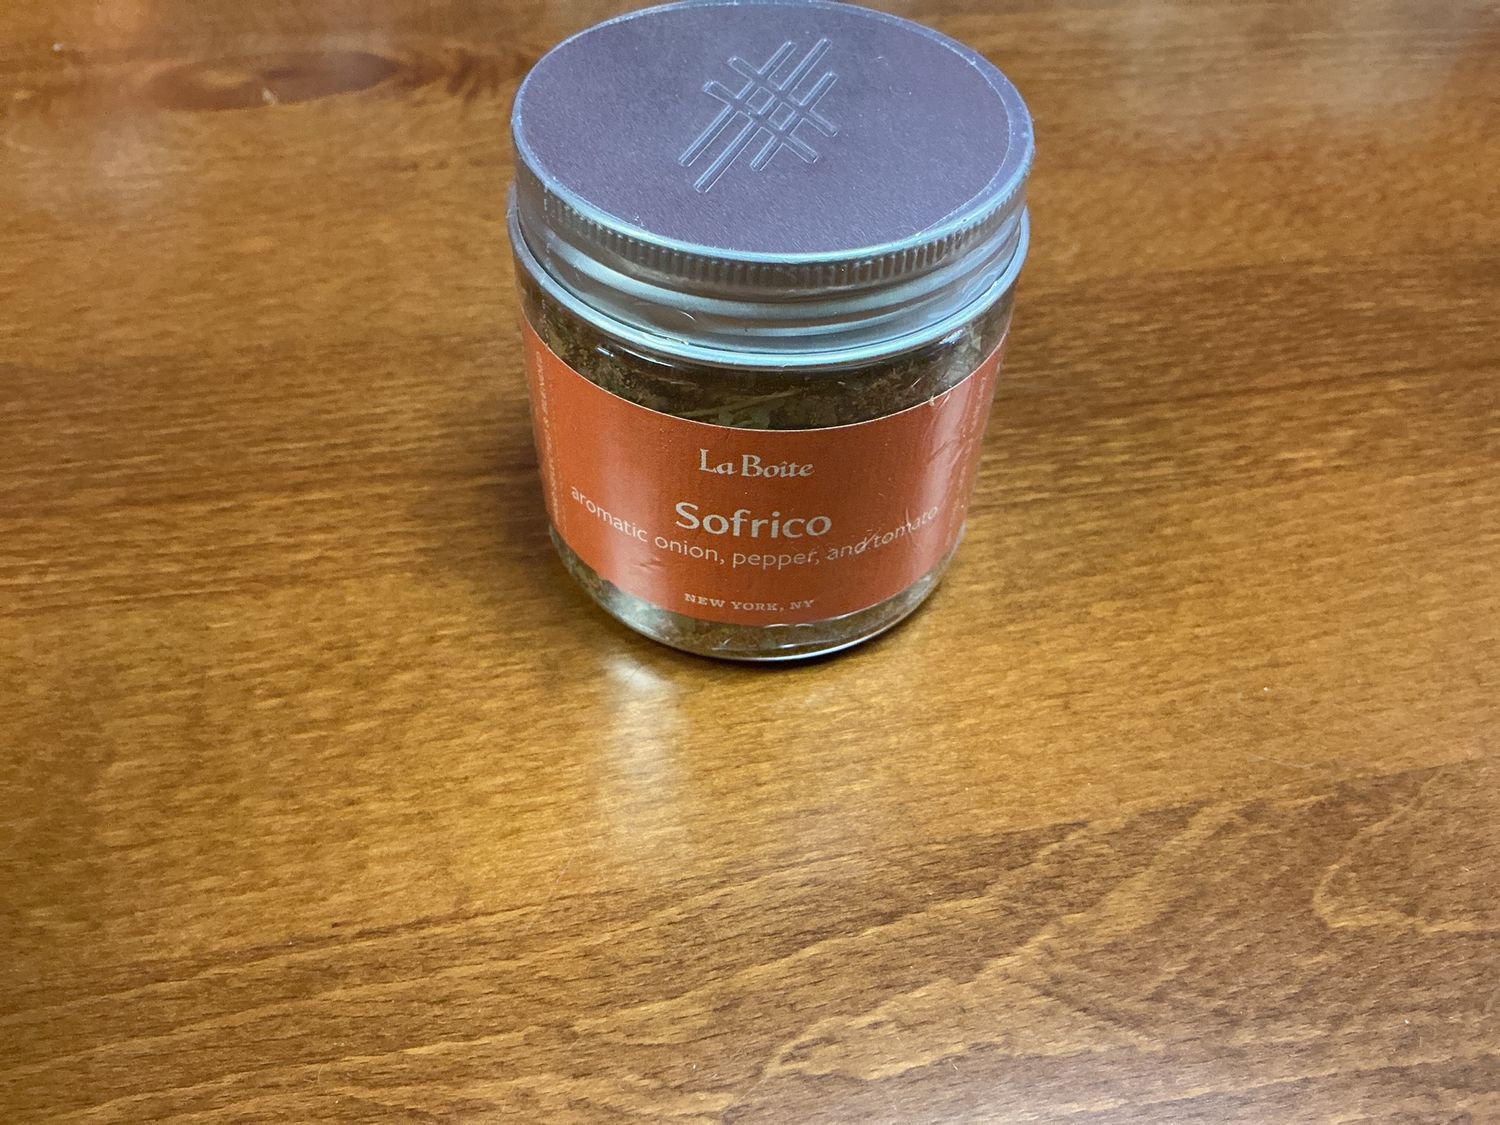 La Boîte
Sofrico
aromatic onion, pepper, and tomato
NEW YORK, NY